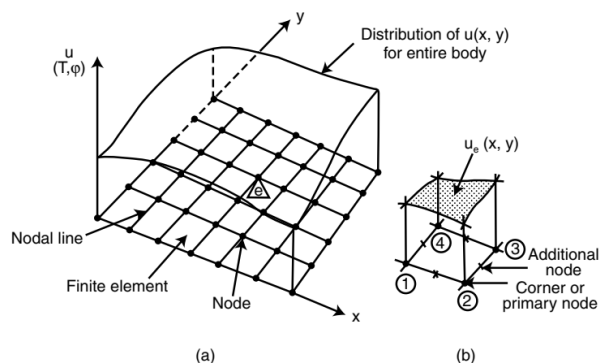 y
u
(T,φ)
Distribution of u(x, y)
for entire body
e
Nodal line
Finite element
Node
x
(a)
u_e (x, y)
④
③
Additional
node
①
②
Corner or
primary node
(b)